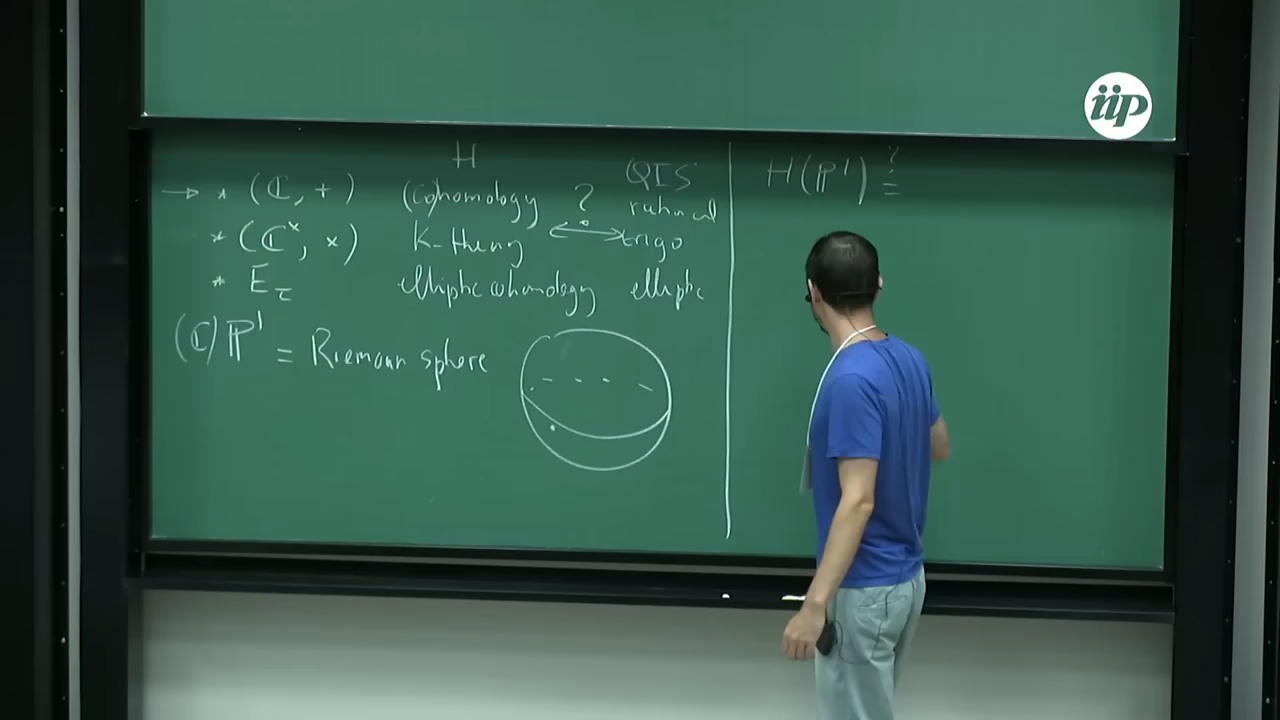 H QIS
→ * (ℂ, +) (co)homology ? rational
* (ℂ^×, ×) K-theory ⟷ trigo
* E_τ elliptic cohomology elliptic
(ℂ)ℙ¹ = Riemann sphere
H(ℙ¹) ≟
iip